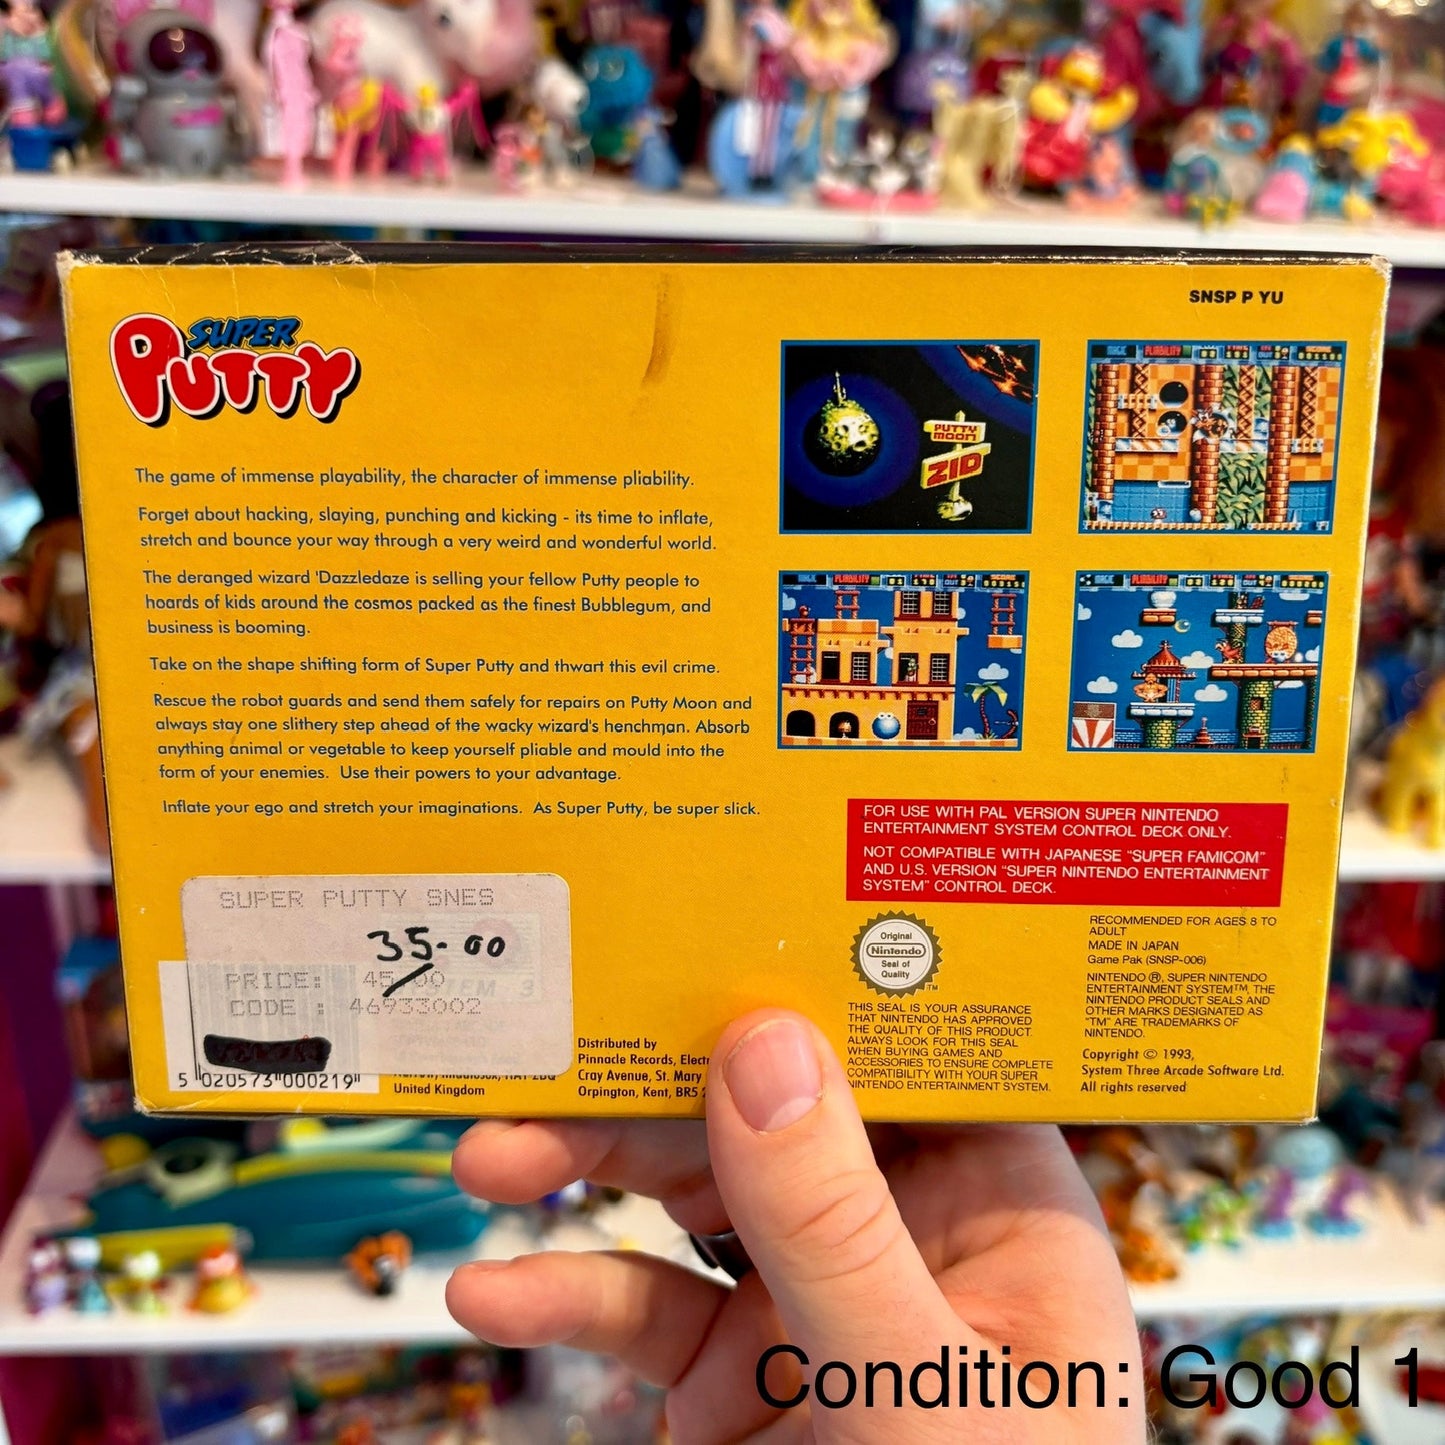 SNSP P YU
SUPER
PUTTY
The game of immense playability, the character of immense pliability.
Forget about hacking, slaying, punching and kicking - its time to inflate,
stretch and bounce your way through a very weird and wonderful world.
The deranged wizard 'Dazzledaze is selling your fellow Putty people to
hoards of kids around the cosmos packed as the finest Bubblegum, and
business is booming.
Take on the shape shifting form of Super Putty and thwart this evil crime.
Rescue the robot guards and send them safely for repairs on Putty Moon and
always stay one slithery step ahead of the wacky wizard's henchman. Absorb
anything animal or vegetable to keep yourself pliable and mould into the
form of your enemies. Use their powers to your advantage.
Inflate your ego and stretch your imaginations. As Super Putty, be super slick.
PUTTY
MOON
ZID
PLIABILITY
PLIABILITY
PLIABILITY
FOR USE WITH PAL VERSION SUPER NINTENDO
ENTERTAINMENT SYSTEM CONTROL DECK ONLY.
NOT COMPATIBLE WITH JAPANESE "SUPER FAMICOM"
AND U.S. VERSION "SUPER NINTENDO ENTERTAINMENT
SYSTEM" CONTROL DECK.
SUPER PUTTY SNES
35-00
PRICE: 45/00
CODE : 46933002
5 020573 000219
United Kingdom
Distributed by
Pinnacle Records,
Cray Avenue, St. Mary
Orpington, Kent, BR5
Original
Nintendo
Seal of
Quality
TM
THIS SEAL IS YOUR ASSURANCE
THAT NINTENDO HAS APPROVED
THE QUALITY OF THIS PRODUCT.
ALWAYS LOOK FOR THIS SEAL
WHEN BUYING GAMES AND
ACCESSORIES TO ENSURE COMPLETE
COMPATIBILITY WITH YOUR SUPER
NINTENDO ENTERTAINMENT SYSTEM.
RECOMMENDED FOR AGES 8 TO
ADULT
MADE IN JAPAN
Game Pak (SNSP-006)
NINTENDO ®, SUPER NINTENDO
ENTERTAINMENT SYSTEM™, THE
NINTENDO PRODUCT SEALS AND
OTHER MARKS DESIGNATED AS
"TM" ARE TRADEMARKS OF
NINTENDO.
Copyright © 1993,
System Three Arcade Software Ltd.
All rights reserved
Condition: Good 1